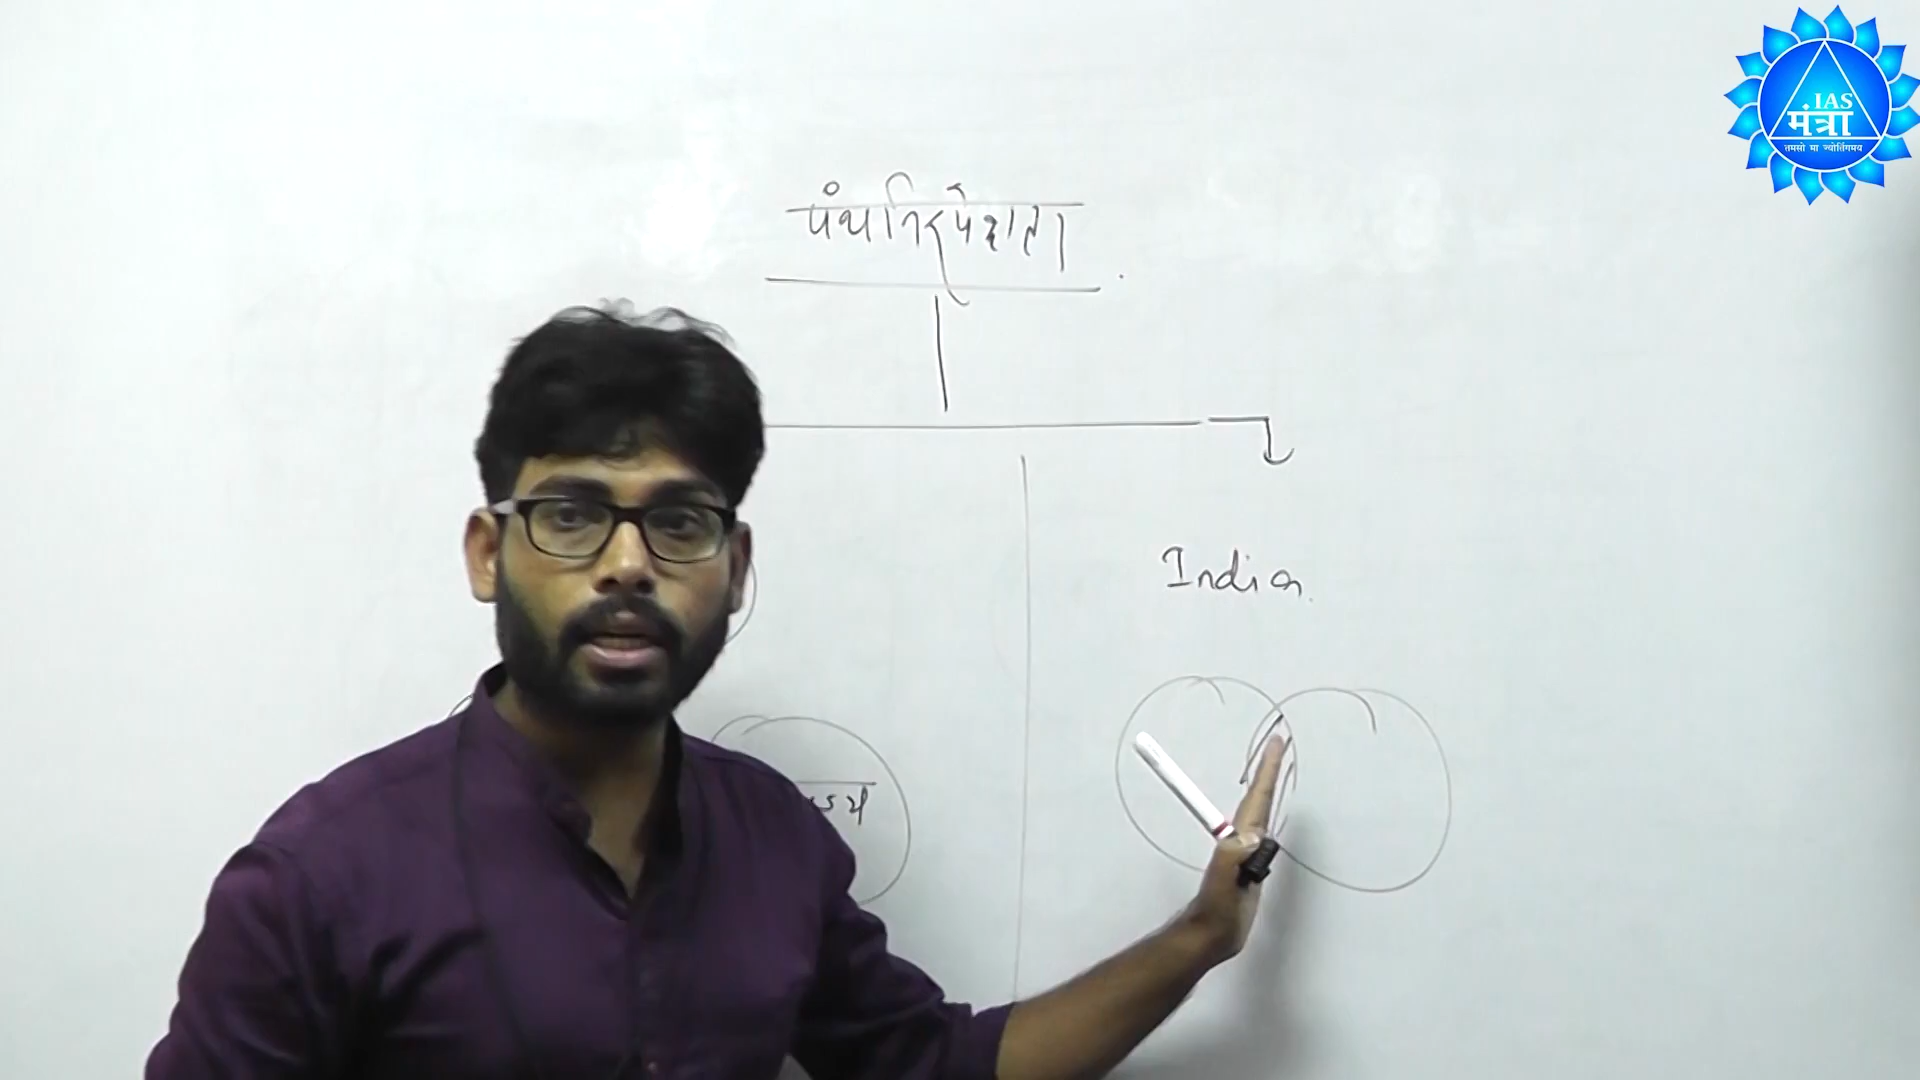 IAS
मंत्रा
तमसो मा ज्योर्तिगमय
पंथनिरपेक्षता
India